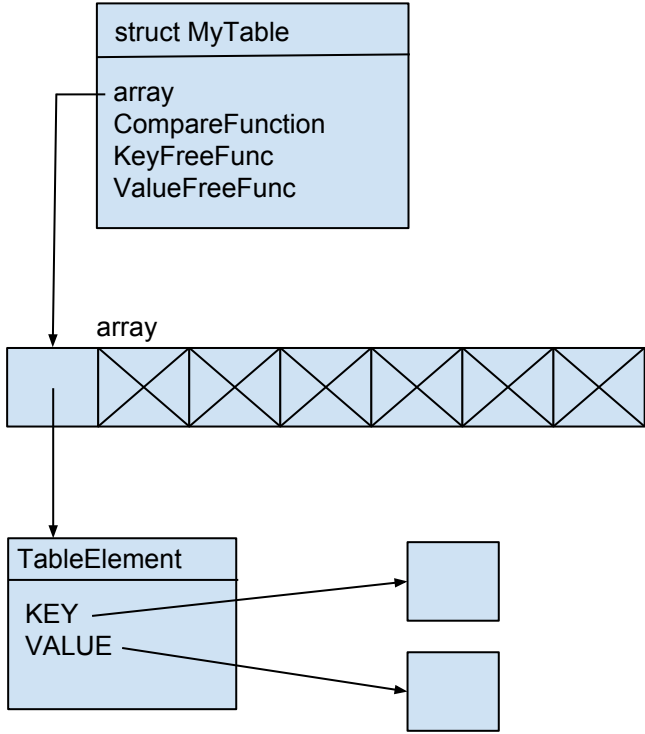 struct MyTable
array
CompareFunction
KeyFreeFunc
ValueFreeFunc
array
TableElement
KEY
VALUE